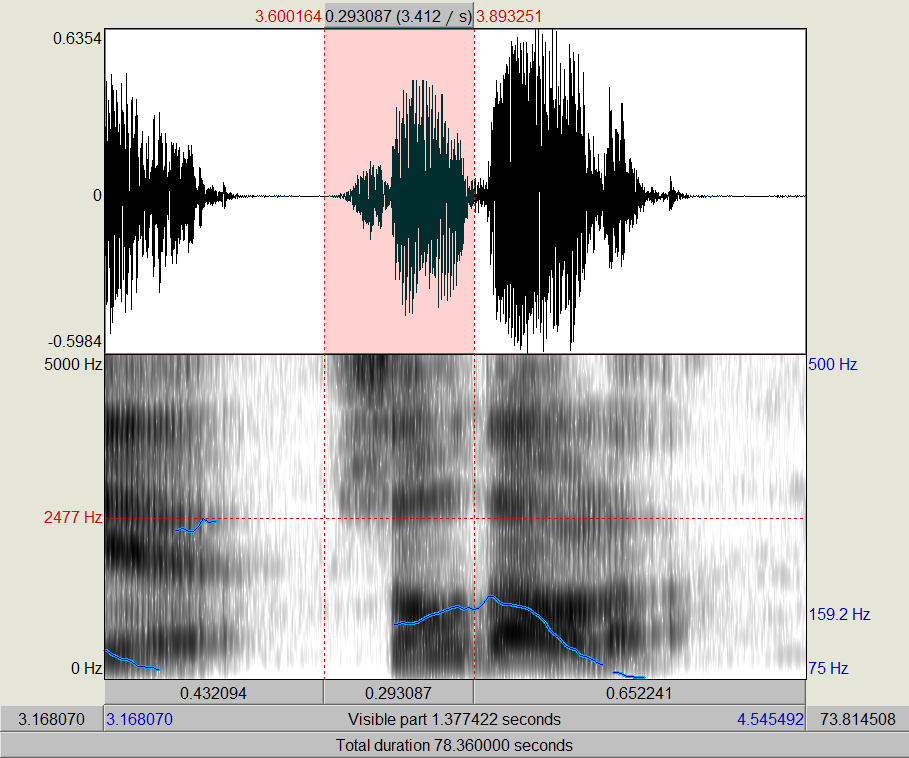 3.600164 0.293087 (3.412 / s) 3.893251
0.6354
0
-0.5984
5000 Hz 500 Hz
2477 Hz
159.2 Hz
0 Hz 75 Hz
0.432094 0.293087 0.652241
3.168070 3.168070 Visible part 1.377422 seconds 4.545492 73.814508
Total duration 78.360000 seconds